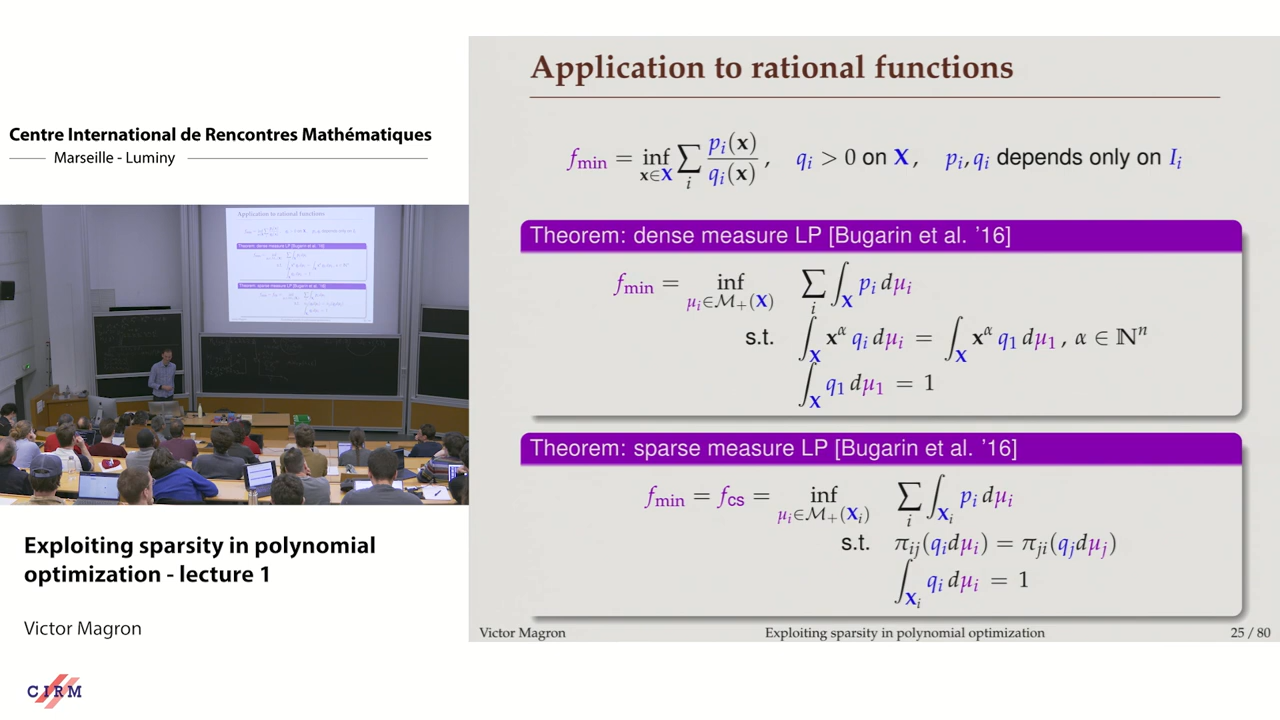 Centre International de Rencontres Mathématiques
Marseille - Luminy
Exploiting sparsity in polynomial
optimization - lecture 1
Victor Magron
CIRM
Application to rational functions
f_min = inf_{x∈X} ∑_i p_i(x)/q_i(x) , q_i > 0 on X , p_i, q_i depends only on I_i
Theorem: dense measure LP [Bugarin et al. '16]
f_min = inf_{μ_i∈M_+(X)} ∑_i ∫_X p_i dμ_i
s.t. ∫_X x^α q_i dμ_i = ∫_X x^α q_1 dμ_1 , α ∈ ℕ^n
∫_X q_1 dμ_1 = 1
Theorem: sparse measure LP [Bugarin et al. '16]
f_min = f_cs = inf_{μ_i∈M_+(X_i)} ∑_i ∫_{X_i} p_i dμ_i
s.t. π_ij(q_i dμ_i) = π_ji(q_j dμ_j)
∫_{X_i} q_i dμ_i = 1
Victor Magron Exploiting sparsity in polynomial optimization 25 / 80